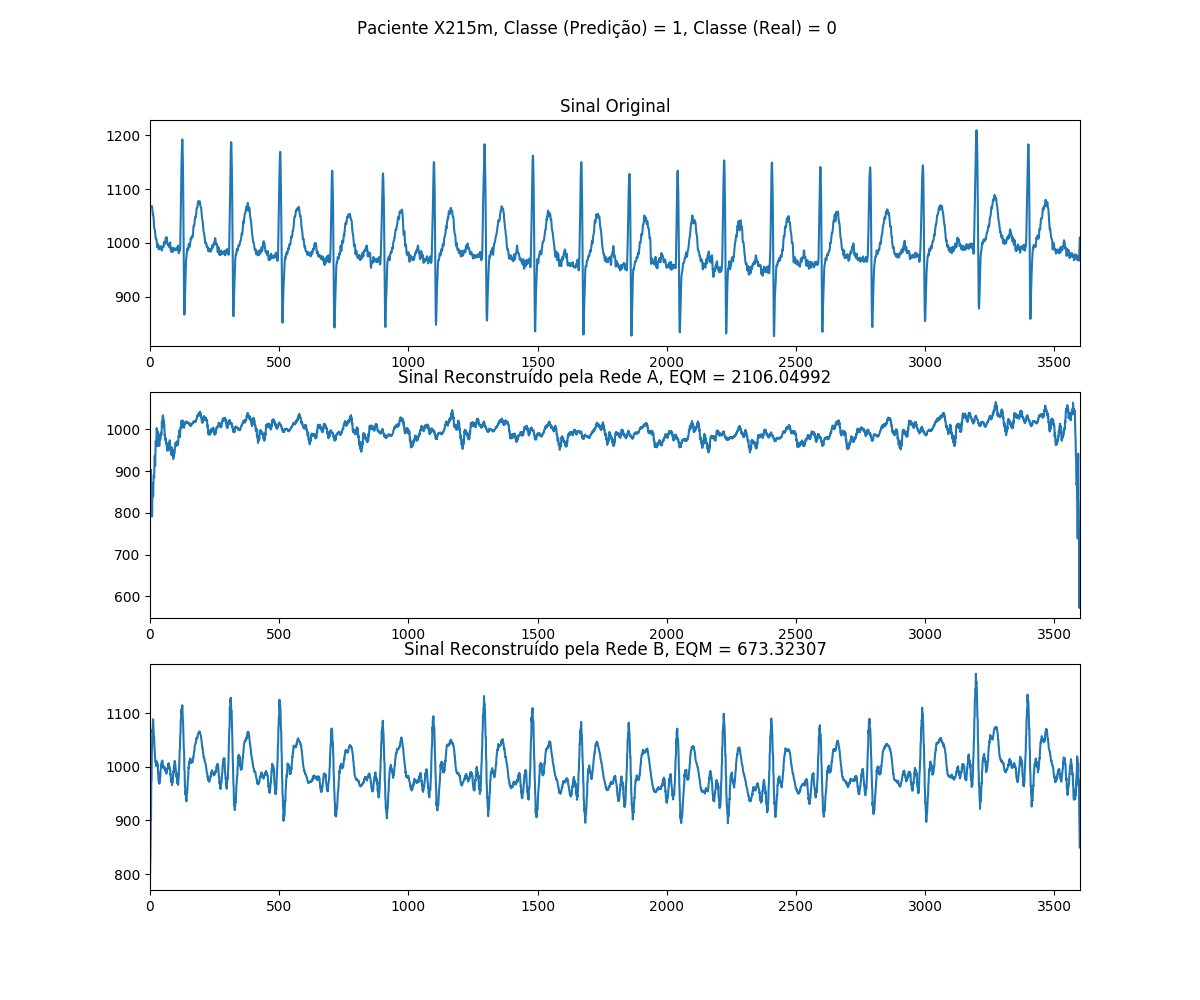 Paciente X215m, Classe (Predição) = 1, Classe (Real) = 0
Sinal Original
1200
1100
1000
900
0 500 1000 1500 2000 2500 3000 3500
Sinal Reconstruído pela Rede A, EQM = 2106.04992
1000
900
800
700
600
0 500 1000 1500 2000 2500 3000 3500
Sinal Reconstruído pela Rede B, EQM = 673.32307
1100
1000
900
800
0 500 1000 1500 2000 2500 3000 3500